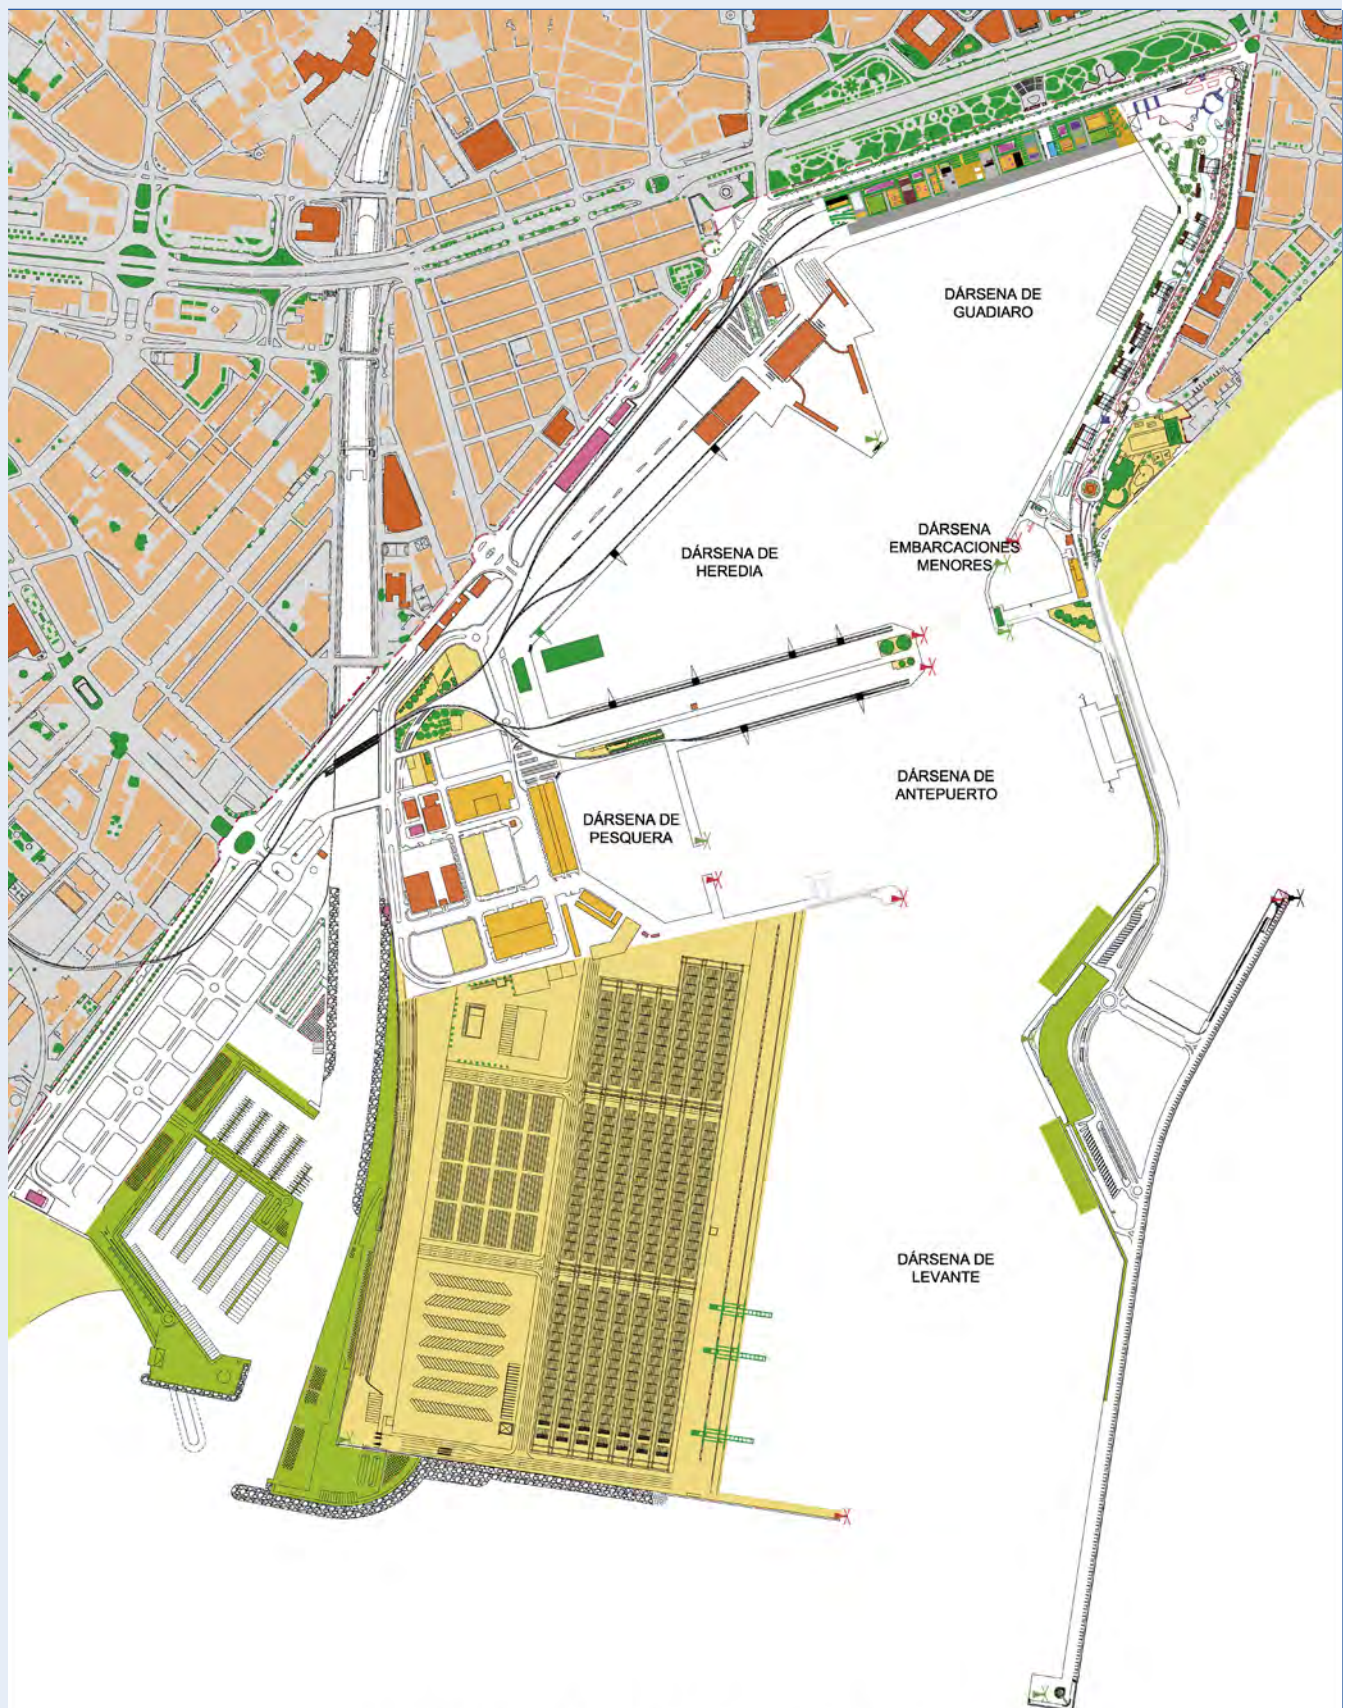 DÁRSENA DE
GUADIARO
DÁRSENA
EMBARCACIONES
MENORES
DÁRSENA DE
HEREDIA
DÁRSENA DE
ANTEPUERTO
DÁRSENA DE
PESQUERA
DÁRSENA DE
LEVANTE